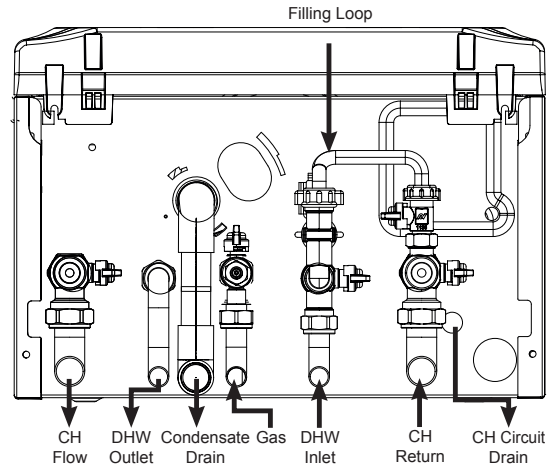 Filling Loop
CH Flow
DHW Outlet
Condensate Drain
Gas
DHW Inlet
CH Return
CH Circuit Drain